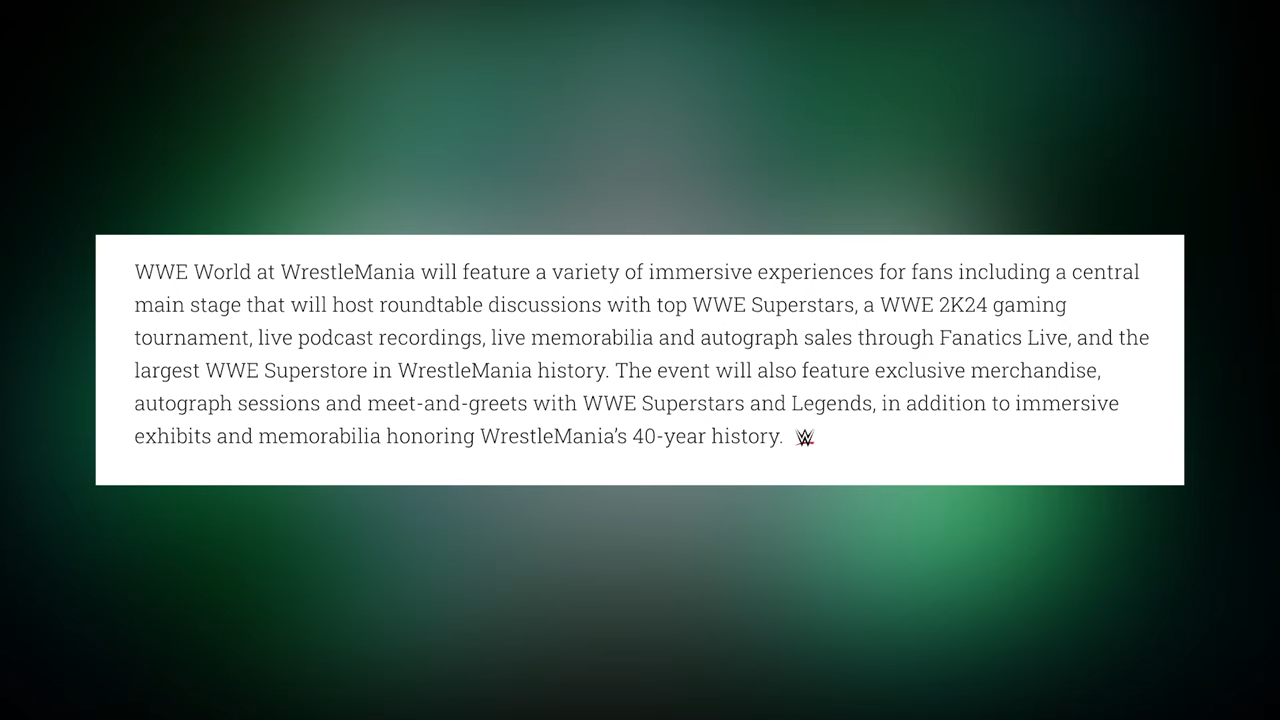 WWE World at WrestleMania will feature a variety of immersive experiences for fans including a central
main stage that will host roundtable discussions with top WWE Superstars, a WWE 2K24 gaming
tournament, live podcast recordings, live memorabilia and autograph sales through Fanatics Live, and the
largest WWE Superstore in WrestleMania history. The event will also feature exclusive merchandise,
autograph sessions and meet-and-greets with WWE Superstars and Legends, in addition to immersive
exhibits and memorabilia honoring WrestleMania’s 40-year history.